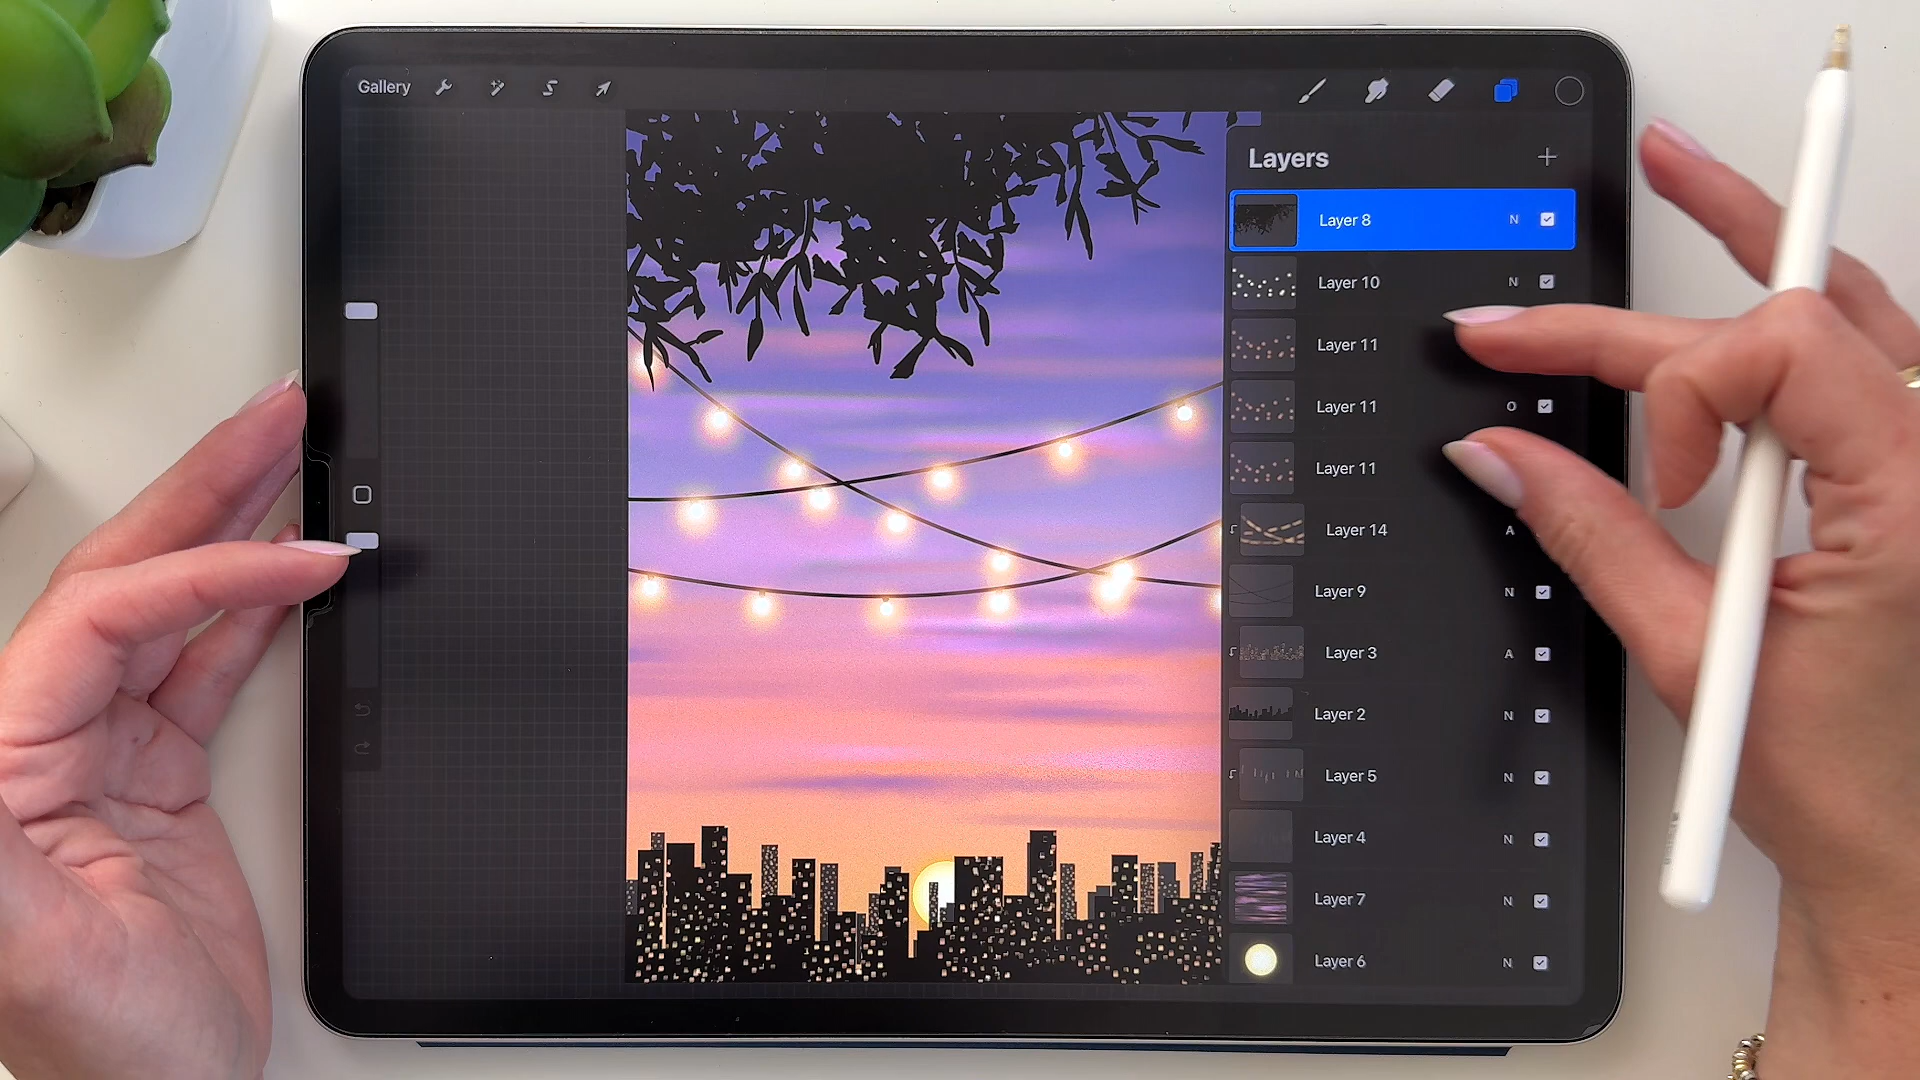 Gallery
Layers
Layer 8 N
Layer 10 N
Layer 11
Layer 11 O
Layer 11
Layer 14 A
Layer 9 N
Layer 3 A
Layer 2 N
Layer 5 N
Layer 4 N
Layer 7 N
Layer 6 N